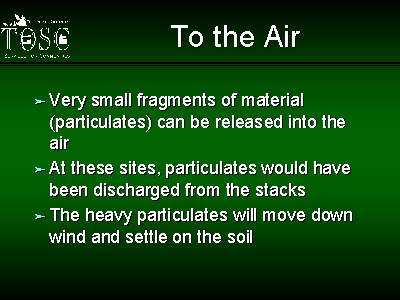 To the Air
TOSC
➢ Very small fragments of material
(particulates) can be released into the
air
➢ At these sites, particulates would have
been discharged from the stacks
➢ The heavy particulates will move down
wind and settle on the soil